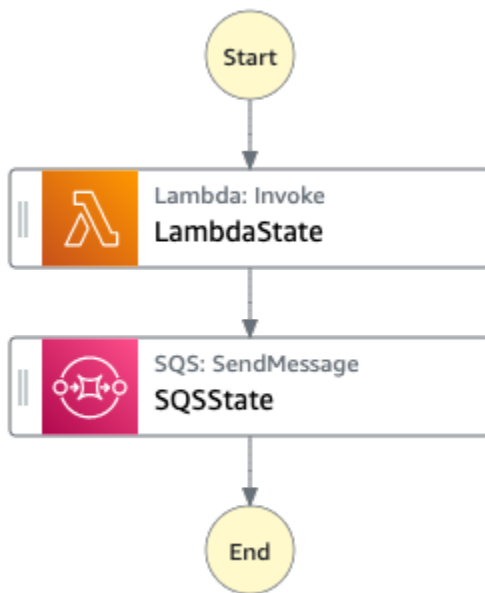 Start
Lambda: Invoke
LambdaState
SQS: SendMessage
SQSState
End